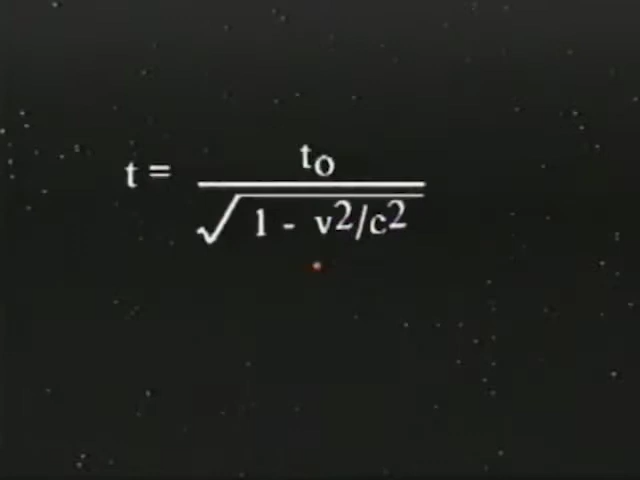 t = t₀ / √(1 - v²/c²)